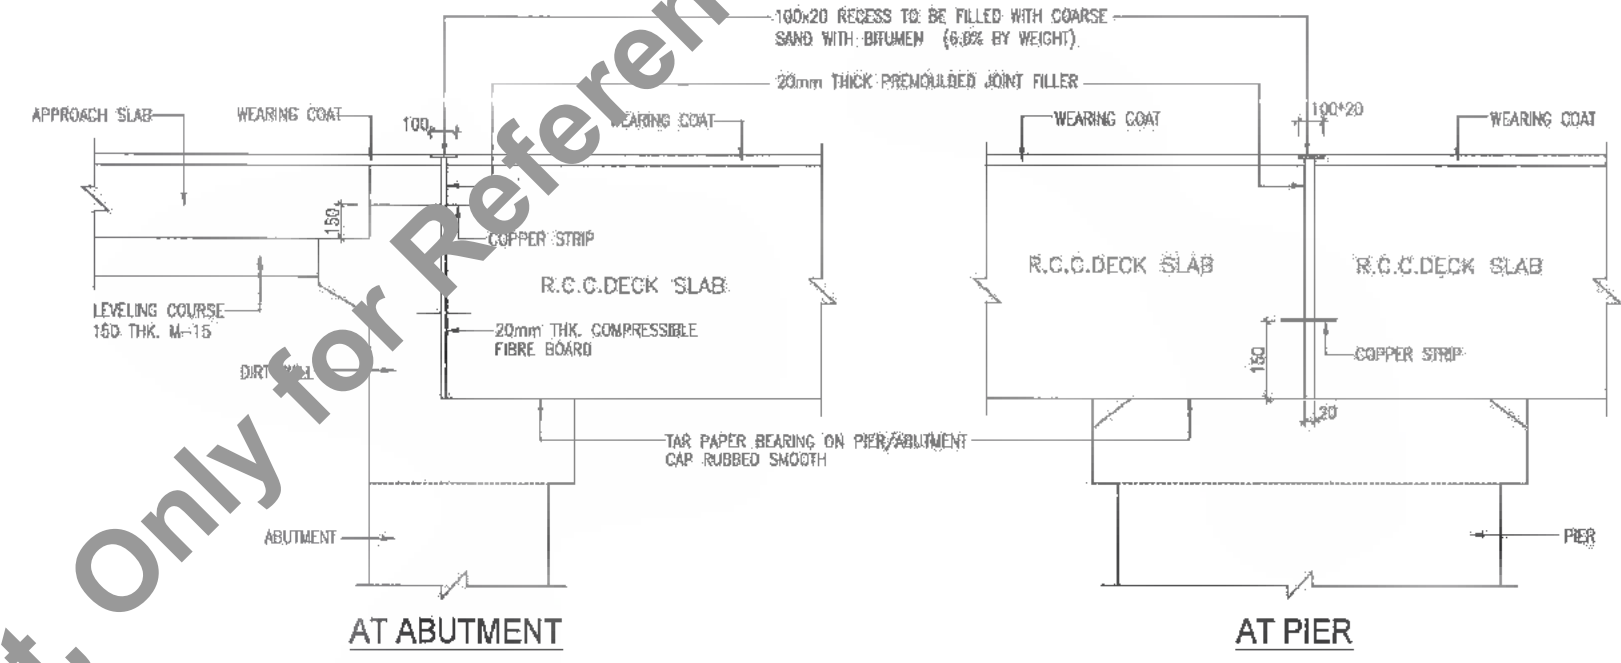 100x20 RECESS TO BE FILLED WITH COARSE
SAND WITH BITUMEN (6.0% BY WEIGHT)
20mm THICK PREMOULDED JOINT FILLER
APPROACH SLAB
WEARING COAT
100
WEARING COAT
WEARING COAT
100*20
WEARING COAT
150
COPPER STRIP
R.C.C.DECK SLAB
R.C.C.DECK SLAB
R.C.C.DECK SLAB
LEVELING COURSE
150 THK. M-15
20mm THK. COMPRESSIBLE
FIBRE BOARD
150
COPPER STRIP
DIRT WALL
20
TAR PAPER BEARING ON PIER/ABUTMENT
CAP RUBBED SMOOTH
ABUTMENT
PIER
AT ABUTMENT
AT PIER
Only for Referen